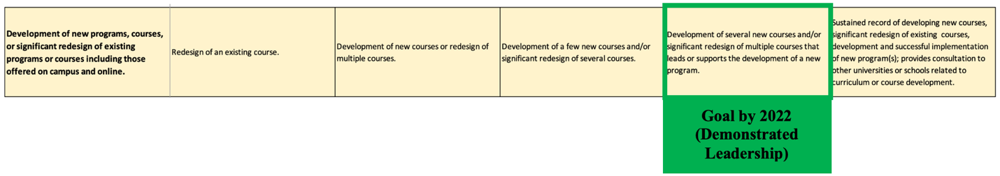 Development of new programs, courses,
or significant redesign of existing
programs or courses including those
offered on campus and online.
Redesign of an existing course.
Development of new courses or redesign of
multiple courses.
Development of a few new courses and/or
significant redesign of several courses.
Development of several new courses and/or
significant redesign of multiple courses that
leads or supports the development of a new
program.
Sustained record of developing new courses,
significant redesign of existing courses,
development and successful implementation
of new program(s); provides consultation to
other universities or schools related to
curriculum or course development.
Goal by 2022
(Demonstrated
Leadership)